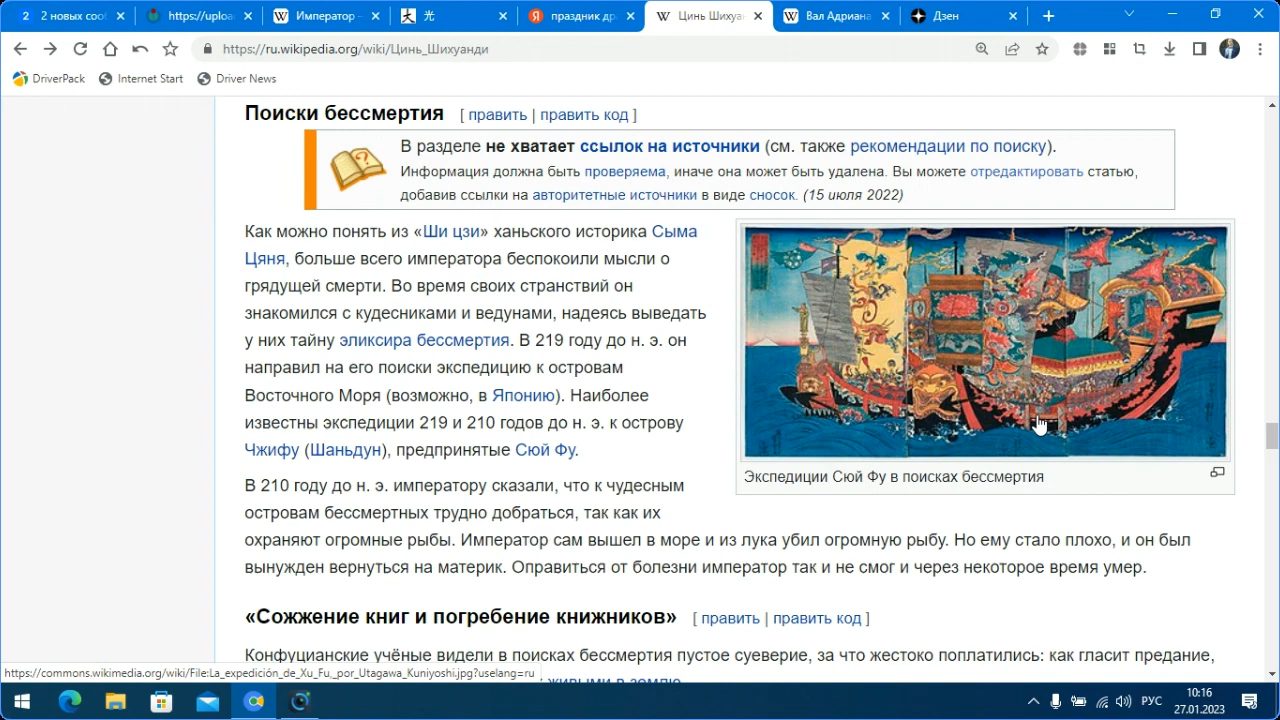 2 новых сооб
https://uploa
Император –
光
праздник др
Цинь Шихуан
Вал Адриана
Дзен
https://ru.wikipedia.org/wiki/Цинь_Шихуанди
DriverPack
Internet Start
Driver News
Поиски бессмертия [ править | править код ]
В разделе не хватает ссылок на источники (см. также рекомендации по поиску).
Информация должна быть проверяема, иначе она может быть удалена. Вы можете отредактировать статью,
добавив ссылки на авторитетные источники в виде сносок. (15 июля 2022)
Как можно понять из «Ши цзи» ханьского историка Сыма
Цяня, больше всего императора беспокоили мысли о
грядущей смерти. Во время своих странствий он
знакомился с кудесниками и ведунами, надеясь выведать
у них тайну эликсира бессмертия. В 219 году до н. э. он
направил на его поиски экспедицию к островам
Восточного Моря (возможно, в Японию). Наиболее
известны экспедиции 219 и 210 годов до н. э. к острову
Чжифу (Шаньдун), предпринятые Сюй Фу.
Экспедиции Сюй Фу в поисках бессмертия
В 210 году до н. э. императору сказали, что к чудесным
островам бессмертных трудно добраться, так как их
охраняют огромные рыбы. Император сам вышел в море и из лука убил огромную рыбу. Но ему стало плохо, и он был
вынужден вернуться на материк. Оправиться от болезни император так и не смог и через некоторое время умер.
«Сожжение книг и погребение книжников» [ править | править код ]
Конфуцианские учёные видели в поисках бессмертия пустое суеверие, за что жестоко поплатились: как гласит предание,
живыми в землю
https://commons.wikimedia.org/wiki/File:La_expedición_de_Xu_Fu,_por_Utagawa_Kuniyoshi.jpg?uselang=ru
РУС
10:16
27.01.2023